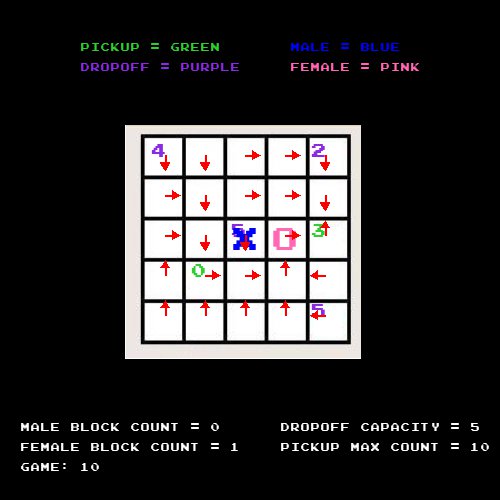 PICKUP = GREEN
MALE = BLUE
DROPOFF = PURPLE
FEMALE = PINK
4
2
3
0
5
MALE BLOCK COUNT = 0
DROPOFF CAPACITY = 5
FEMALE BLOCK COUNT = 1
PICKUP MAX COUNT = 10
GAME: 10